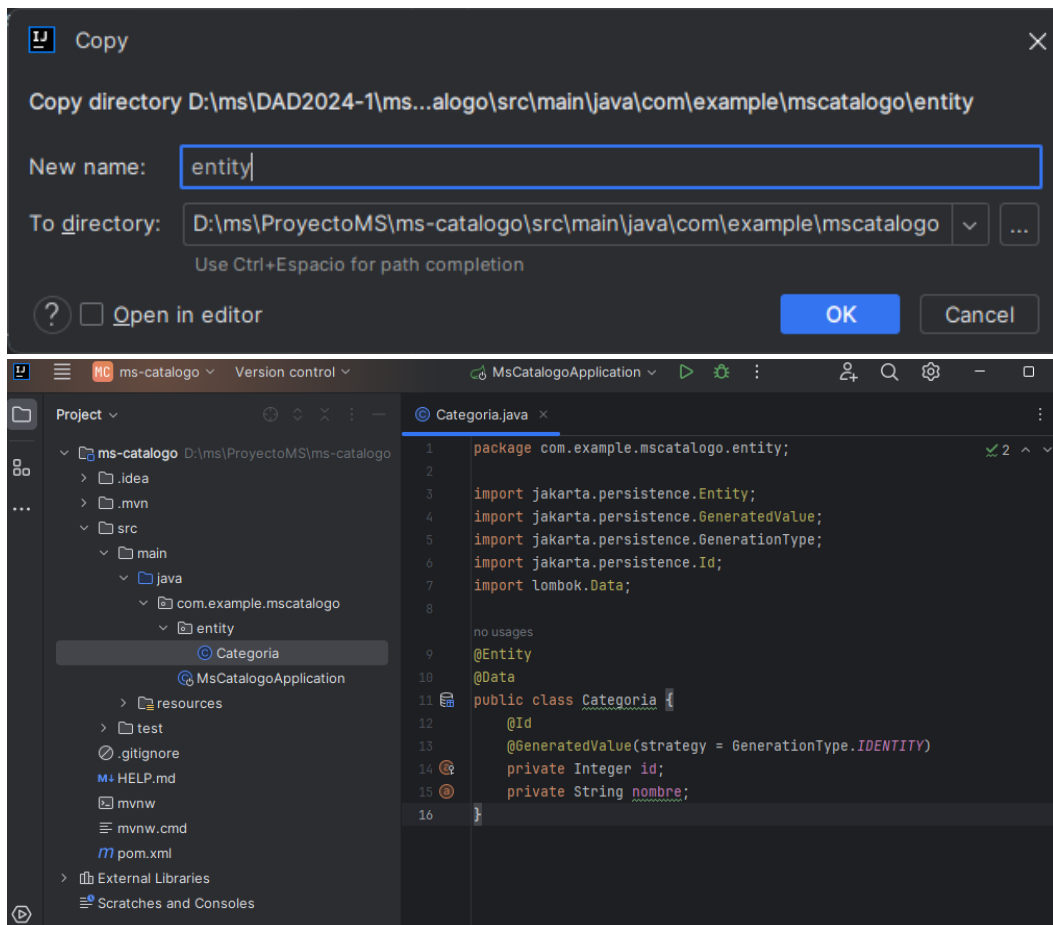 Copy
Copy directory D:\ms\DAD2024-1\ms...alogo\src\main\java\com\example\mscatalogo\entity
New name: entity
To directory: D:\ms\ProyectoMS\ms-catalogo\src\main\java\com\example\mscatalogo ...
Use Ctrl+Espacio for path completion
? Open in editor OK Cancel
MC ms-catalogo Version control MsCatalogoApplication
Project
ms-catalogo D:\ms\ProyectoMS\ms-catalogo
.idea
.mvn
src
main
java
com.example.mscatalogo
entity
Categoria
MsCatalogoApplication
resources
test
.gitignore
M↓ HELP.md
mvnw
mvnw.cmd
m pom.xml
External Libraries
Scratches and Consoles
Categoria.java
2
1 package com.example.mscatalogo.entity;
2
3 import jakarta.persistence.Entity;
4 import jakarta.persistence.GeneratedValue;
5 import jakarta.persistence.GenerationType;
6 import jakarta.persistence.Id;
7 import lombok.Data;
8
no usages
9 @Entity
10 @Data
11 public class Categoria {
12 @Id
13 @GeneratedValue(strategy = GenerationType.IDENTITY)
14 private Integer id;
15 private String nombre;
16 }